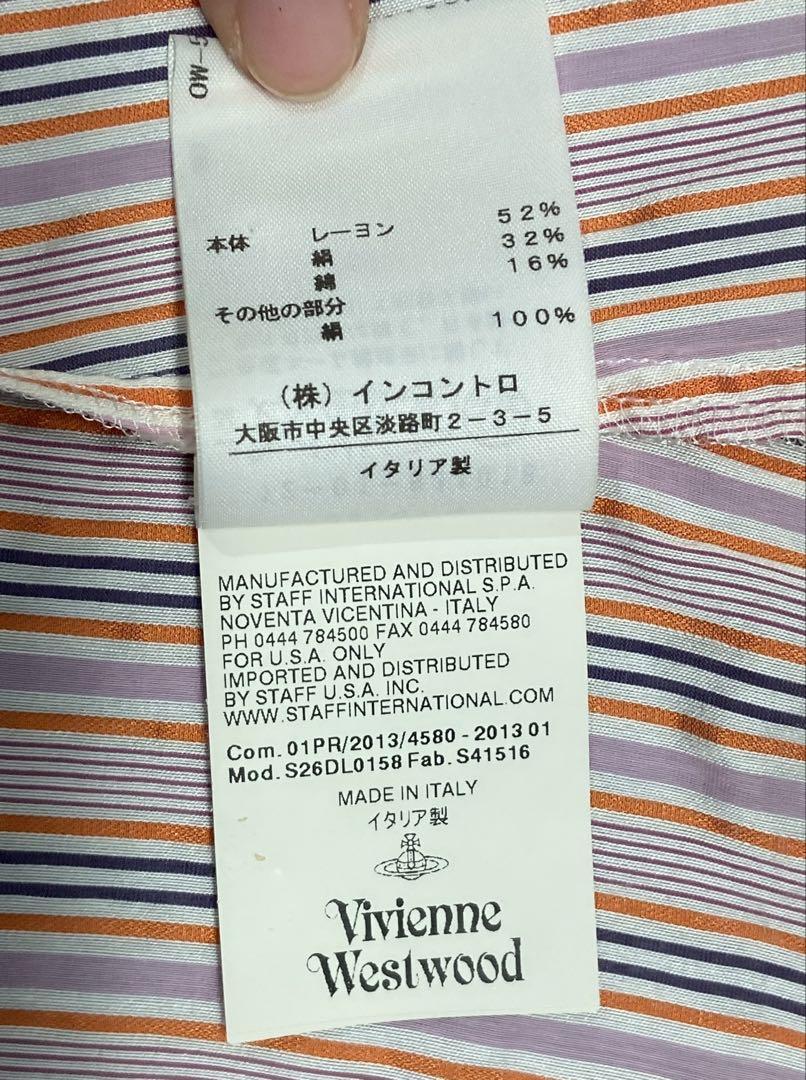 G-MO
本体 レーヨン 52%
絹 32%
綿 16%
その他の部分
絹 100%
（株）インコントロ
大阪市中央区淡路町2-3-5
イタリア製
MANUFACTURED AND DISTRIBUTED
BY STAFF INTERNATIONAL S.P.A.
NOVENTA VICENTINA - ITALY
PH 0444 784500 FAX 0444 784580
FOR U.S.A. ONLY
IMPORTED AND DISTRIBUTED
BY STAFF U.S.A. INC.
WWW.STAFFINTERNATIONAL.COM
Com. 01PR/2013/4580 - 2013 01
Mod. S26DL0158 Fab. S41516
MADE IN ITALY
イタリア製
Vivienne
Westwood